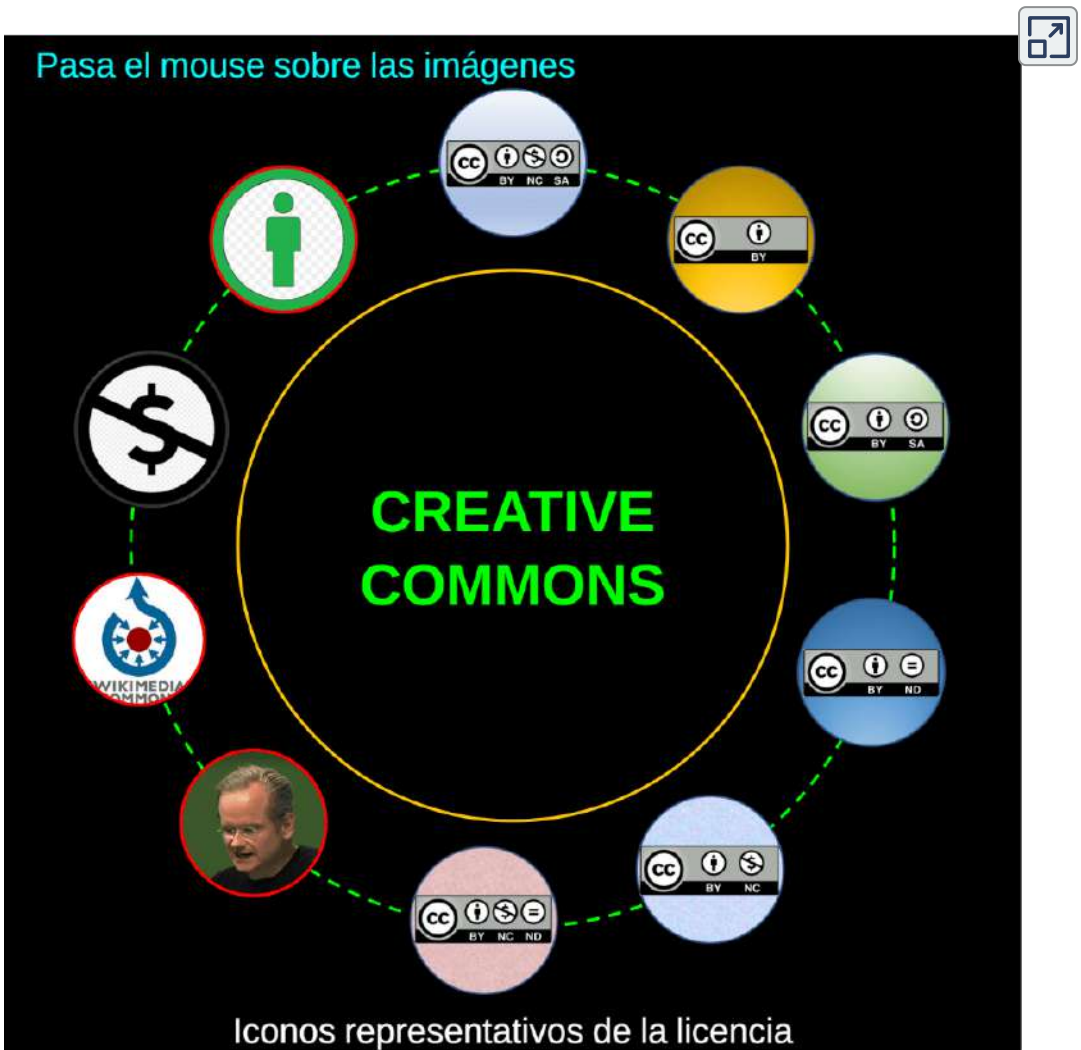 Pasa el mouse sobre las imágenes
cc BY NC SA
cc BY
cc BY SA
$
CREATIVE
COMMONS
WIKIMEDIA
COMMONS
cc BY ND
cc BY NC
cc BY NC ND
Iconos representativos de la licencia